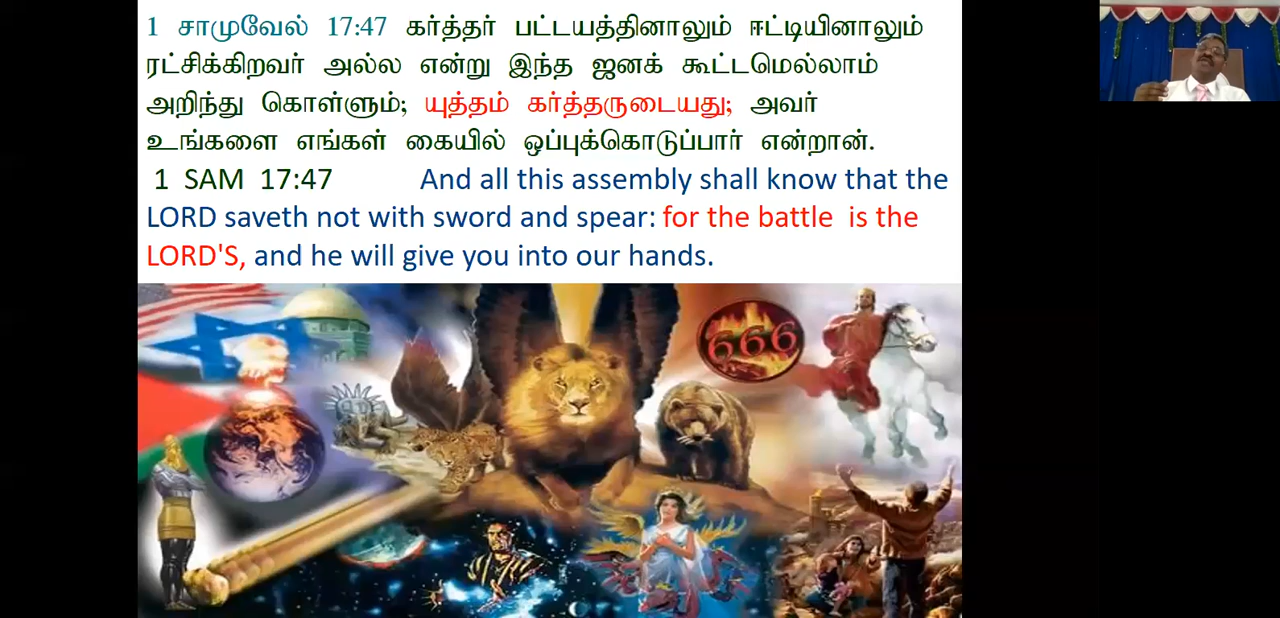 1 சாமுவேல் 17:47 கர்த்தர் பட்டயத்தினாலும் ஈட்டியினாலும்
ரட்சிக்கிறவர் அல்ல என்று இந்த ஜனக் கூட்டமெல்லாம்
அறிந்து கொள்ளும்; யுத்தம் கர்த்தருடையது; அவர்
உங்களை எங்கள் கையில் ஒப்புக்கொடுப்பார் என்றான்.
1 SAM 17:47 And all this assembly shall know that the
LORD saveth not with sword and spear: for the battle is the
LORD'S, and he will give you into our hands.
666